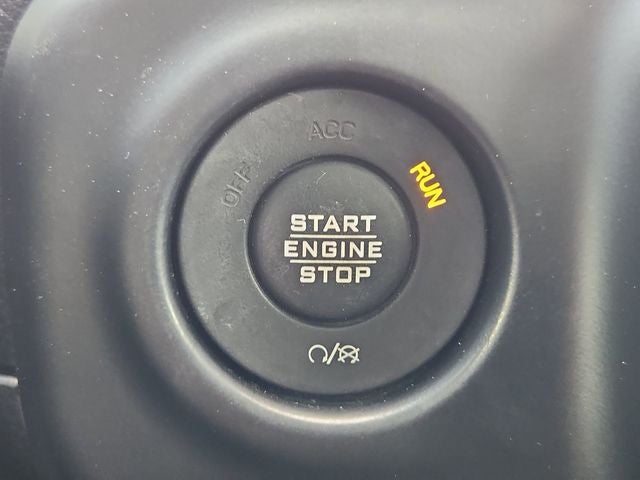 OFF
ACC
RUN
START
ENGINE
STOP